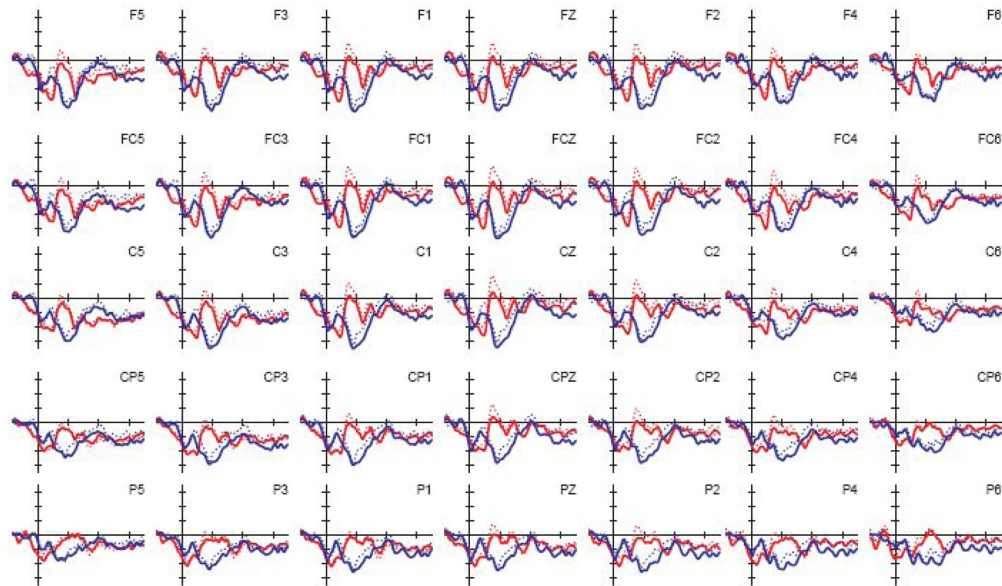 F5 F3 F1 FZ F2 F4 F6
FC5 FC3 FC1 FCZ FC2 FC4 FC6
C5 C3 C1 CZ C2 C4 C6
CP5 CP3 CP1 CPZ CP2 CP4 CP6
P5 P3 P1 PZ P2 P4 P6